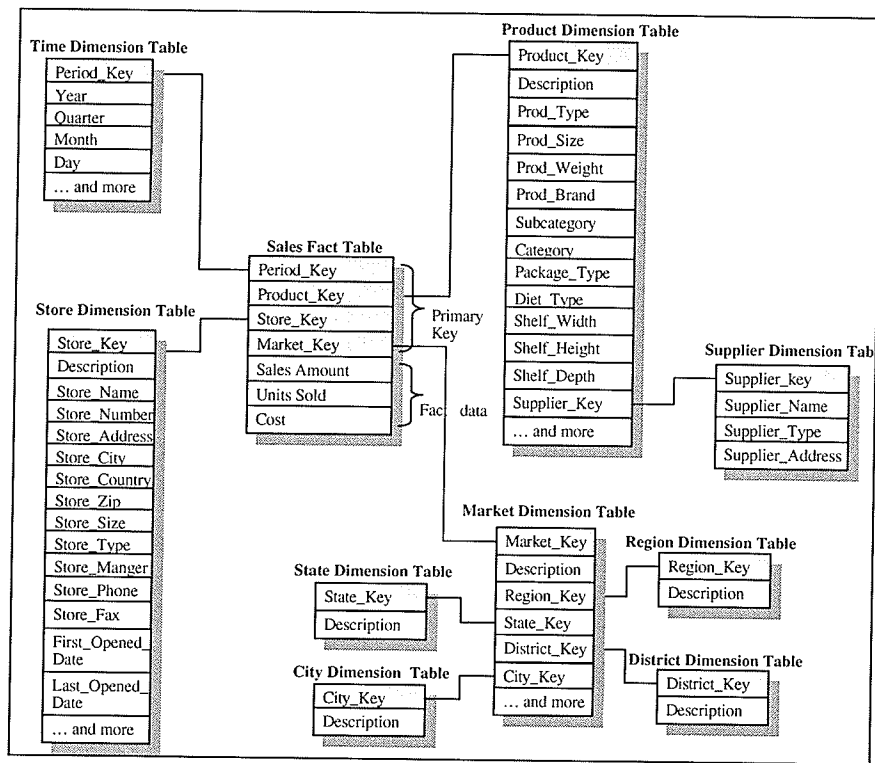 Time Dimension Table
Period_Key
Year
Quarter
Month
Day
... and more
Product Dimension Table
Product_Key
Description
Prod_Type
Prod_Size
Prod_Weight
Prod_Brand
Subcategory
Category
Package_Type
Diet_Type
Shelf_Width
Shelf_Height
Shelf_Depth
Supplier_Key
... and more
Sales Fact Table
Period_Key
Product_Key
Store_Key
Market_Key
Sales Amount
Units Sold
Cost
Primary
Key
Fact data
Store Dimension Table
Store_Key
Description
Store_Name
Store_Number
Store_Address
Store_City
Store_Country
Store_Zip
Store_Size
Store_Type
Store_Manger
Store_Phone
Store_Fax
First_Opened_
Date
Last_Opened_
Date
... and more
Supplier Dimension Tab
Supplier_key
Supplier_Name
Supplier_Type
Supplier_Address
Market Dimension Table
Market_Key
Description
Region_Key
State_Key
District_Key
City_Key
... and more
Region Dimension Table
Region_Key
Description
State Dimension Table
State_Key
Description
City Dimension Table
City_Key
Description
District Dimension Table
District_Key
Description